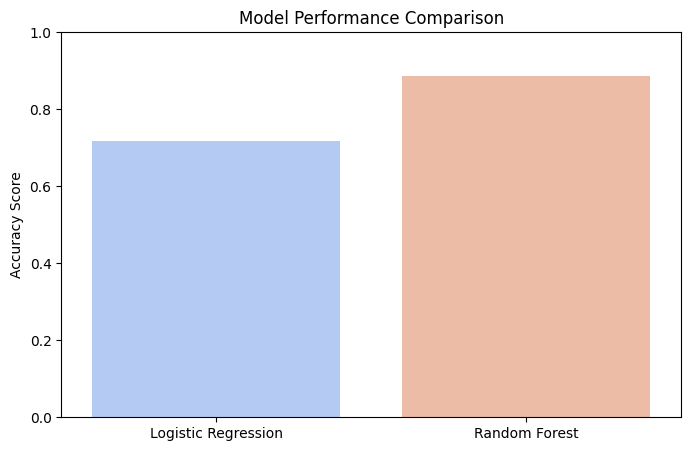 Model Performance Comparison
Accuracy Score
1.0
0.8
0.6
0.4
0.2
0.0
Logistic Regression
Random Forest